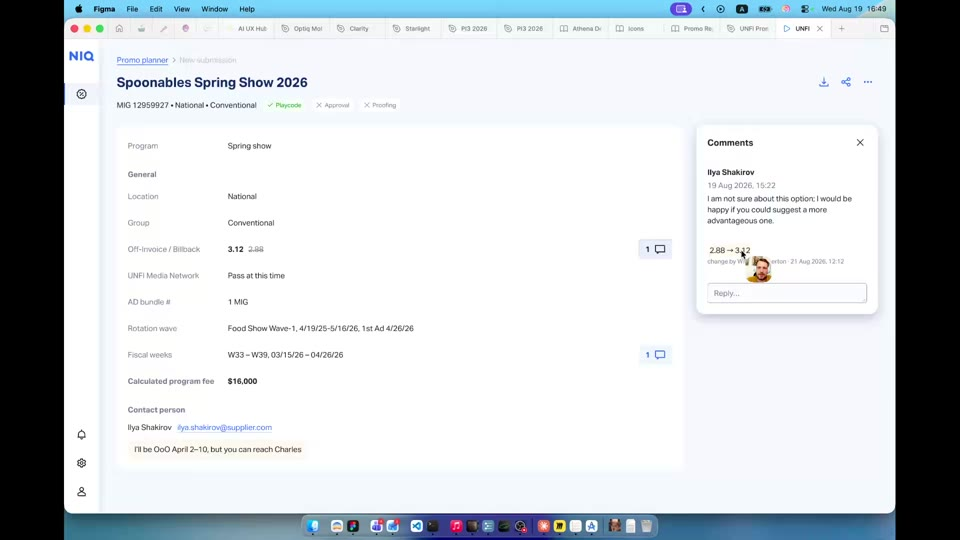 Figma File Edit View Window Help
A Wed Aug 19 16:49
AI UX Hub Optiq Mol Clarity Starlight PI3 2026 PI3 2026 Athena D Icons Promo Re UNFI Pron UNFI
NIQ
Promo planner > New submission
Spoonables Spring Show 2026
MIG 12959927 • National • Conventional Playcode Approval Proofing
Program Spring show
General
Location National
Group Conventional
Off-Invoice / Billback 3.12 2.88 1
UNFI Media Network Pass at this time
AD bundle # 1 MIG
Rotation wave Food Show Wave-1, 4/19/25-5/16/26, 1st Ad 4/26/26
Fiscal weeks W33 – W39, 03/15/26 – 04/26/26 1
Calculated program fee $16,000
Contact person
Ilya Shakirov ilya.shakirov@supplier.com
I'll be OoO April 2–10, but you can reach Charles
Comments
Ilya Shakirov
19 Aug 2026, 15:22
I am not sure about this option; I would be
happy if you could suggest a more
advantageous one.
2.88 → 3.12
change by 21 Aug 2026, 12:12
Reply...